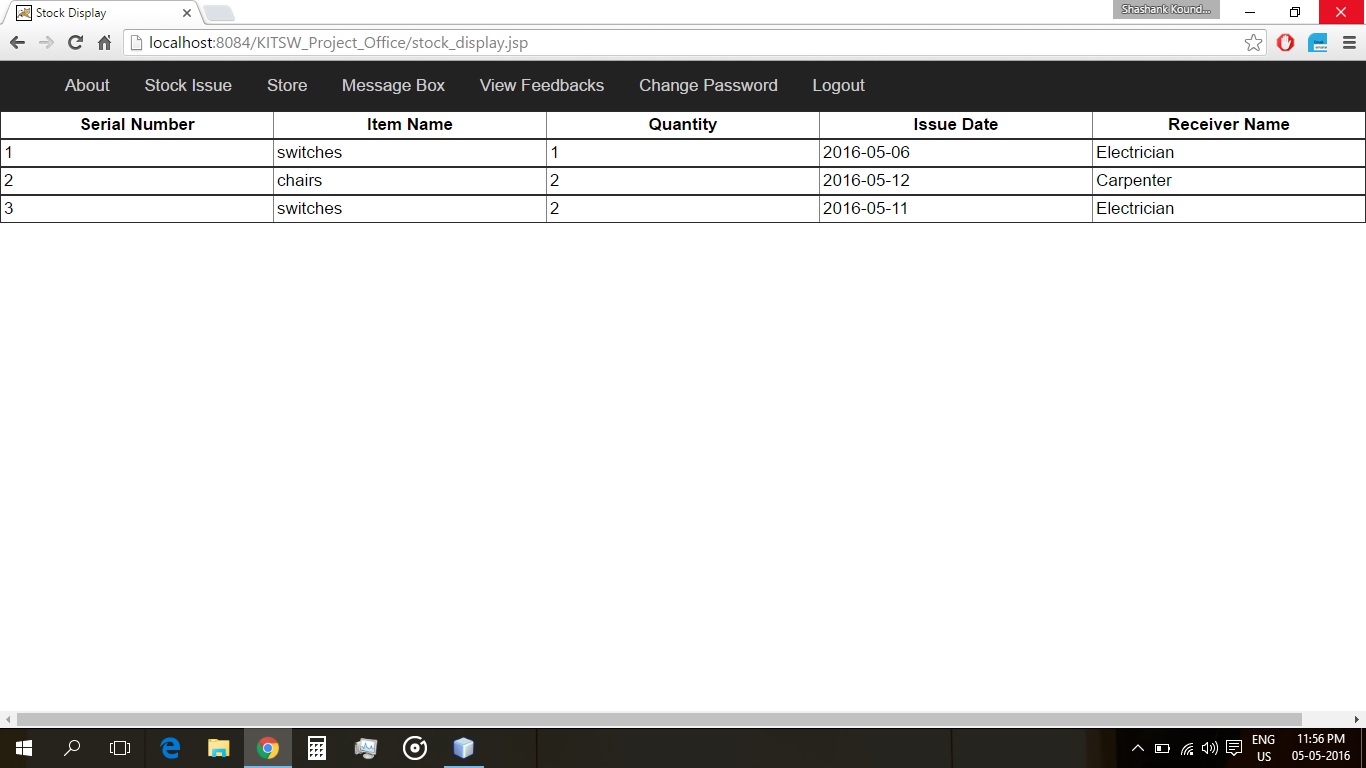 Stock Display
Shashank Kound...
localhost:8084/KITSW_Project_Office/stock_display.jsp
About Stock Issue Store Message Box View Feedbacks Change Password Logout
Serial Number Item Name Quantity Issue Date Receiver Name
1 switches 1 2016-05-06 Electrician
2 chairs 2 2016-05-12 Carpenter
3 switches 2 2016-05-11 Electrician
ENG 11:56 PM
US 05-05-2016